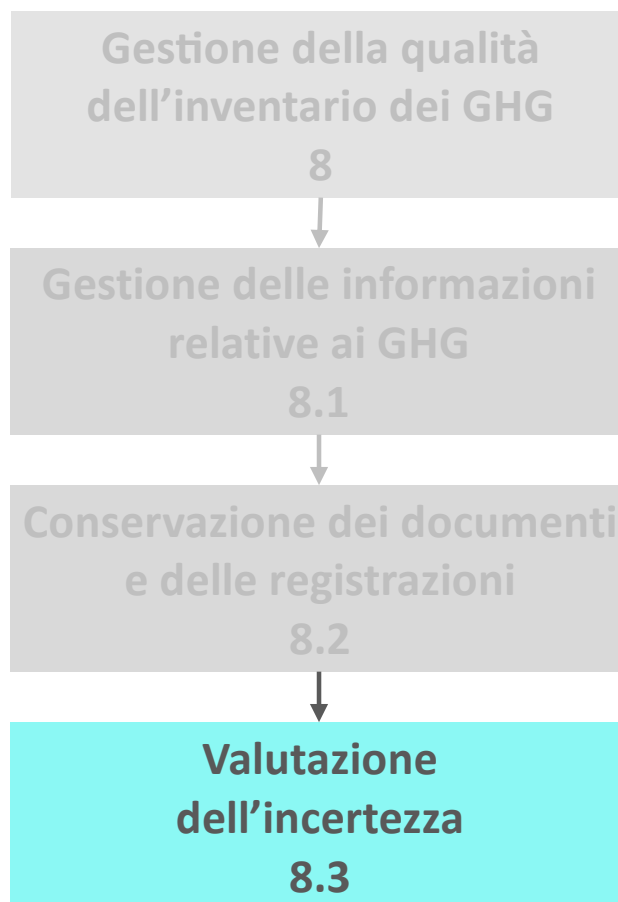 Gestione della qualità
dell’inventario dei GHG
8
Gestione delle informazioni
relative ai GHG
8.1
Conservazione dei documenti
e delle registrazioni
8.2
Valutazione
dell’incertezza
8.3